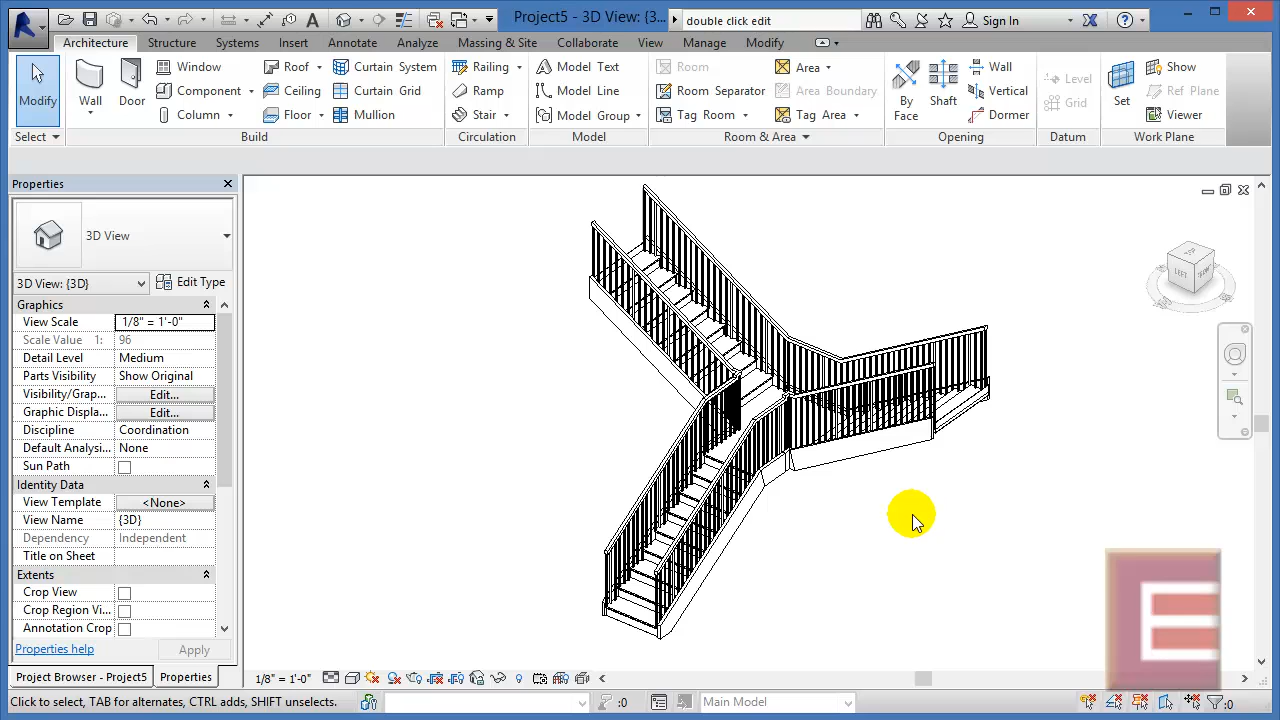 Project5 - 3D View: {3...
double click edit
Sign In
Architecture Structure Systems Insert Annotate Analyze Massing & Site Collaborate View Manage Modify
Modify
Wall
Door
Window
Component
Column
Roof
Ceiling
Floor
Curtain System
Curtain Grid
Mullion
Railing
Ramp
Stair
Model Text
Model Line
Model Group
Room
Room Separator
Tag Room
Area
Area Boundary
Tag Area
By Face
Shaft
Wall
Vertical
Dormer
Level
Grid
Set
Show
Ref Plane
Viewer
Select Build Circulation Model Room & Area Opening Datum Work Plane
Properties
3D View
3D View: {3D} Edit Type
Graphics
View Scale 1/8" = 1'-0"
Scale Value 1: 96
Detail Level Medium
Parts Visibility Show Original
Visibility/Grap... Edit...
Graphic Displa... Edit...
Discipline Coordination
Default Analysi... None
Sun Path
Identity Data
View Template <None>
View Name {3D}
Dependency Independent
Title on Sheet
Extents
Crop View
Crop Region Vi...
Annotation Crop
Properties help Apply
Project Browser - Project5 Properties
1/8" = 1'-0"
Click to select, TAB for alternates, CTRL adds, SHIFT unselects.
:0
Main Model
:0
LEFT
E